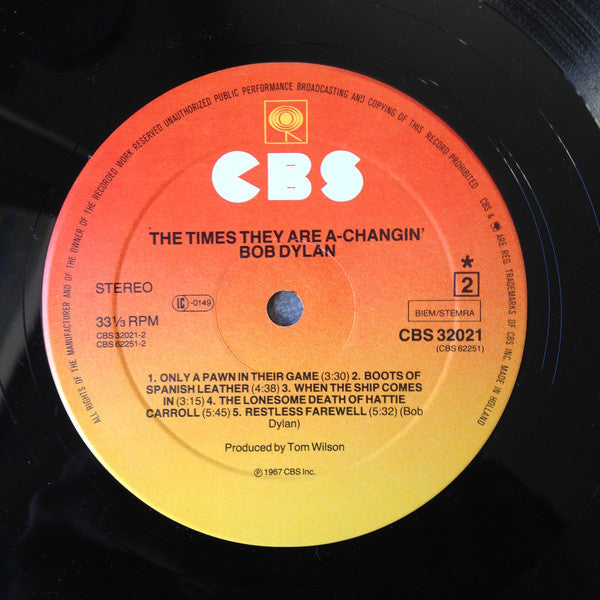 ALL RIGHTS OF THE MANUFACTURER AND OF THE OWNER OF THE RECORDED WORK RESERVED UNAUTHORIZED PUBLIC PERFORMANCE BROADCASTING AND COPYING OF THIS RECORD PROHIBITED CBS & ARE REG. TRADEMARKS OF CBS INC. MADE IN HOLLAND
CBS
THE TIMES THEY ARE A-CHANGIN'
BOB DYLAN
STEREO
LC-0149
*
2
33⅓ RPM
CBS 32021-2
CBS 62251-2
BIEM/STEMRA
CBS 32021
(CBS 62251)
1. ONLY A PAWN IN THEIR GAME (3:30) 2. BOOTS OF
SPANISH LEATHER (4:38) 3. WHEN THE SHIP COMES
IN (3:15) 4. THE LONESOME DEATH OF HATTIE
CARROLL (5:45) 5. RESTLESS FAREWELL (5:32) (Bob
Dylan)
Produced by Tom Wilson
℗ 1967 CBS Inc.